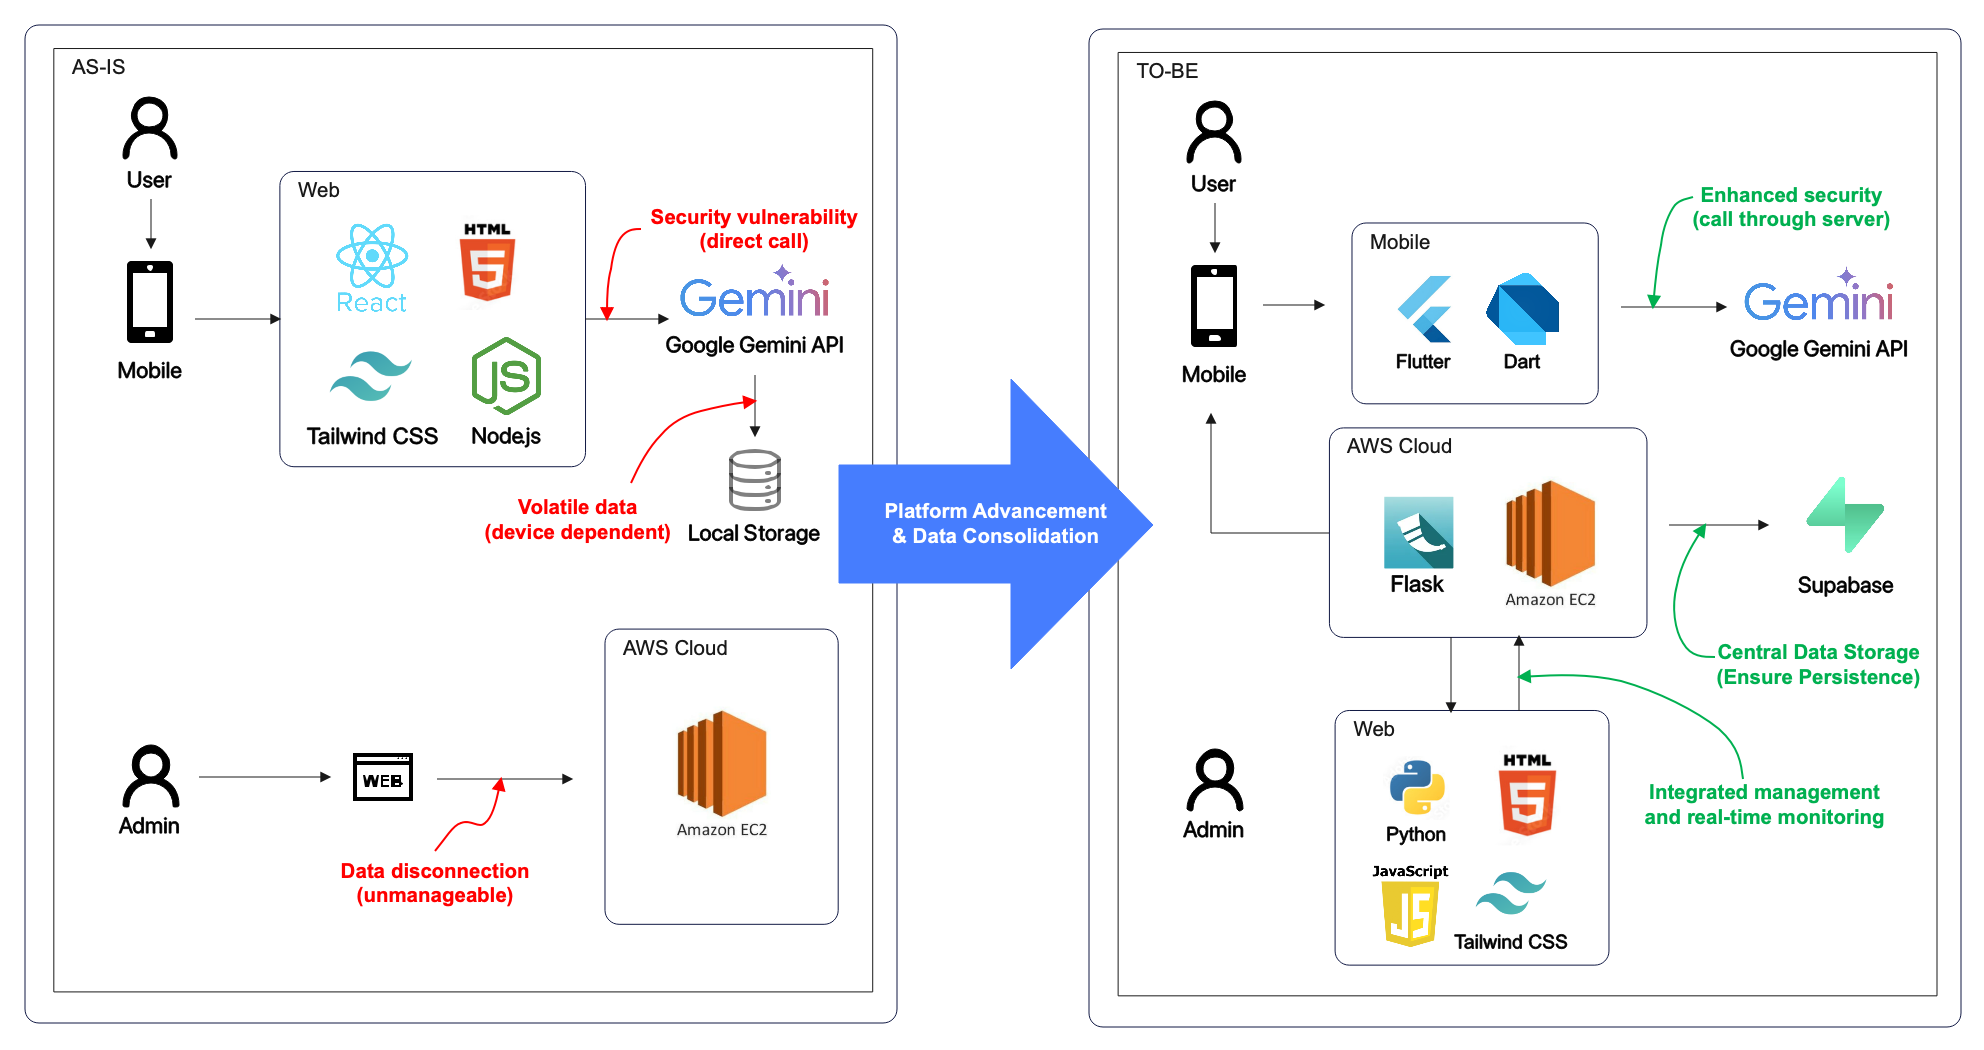 AS-IS
User
Mobile
Web
React
HTML
5
Tailwind CSS
JS
Node.js
Security vulnerability
(direct call)
Gemini
Google Gemini API
Volatile data
(device dependent)
Local Storage
Admin
WEB
Data disconnection
(unmanageable)
AWS Cloud
Amazon EC2
Platform Advancement
& Data Consolidation
TO-BE
User
Mobile
Mobile
Flutter
Dart
Enhanced security
(call through server)
Gemini
Google Gemini API
AWS Cloud
Flask
Amazon EC2
Supabase
Central Data Storage
(Ensure Persistence)
Admin
Web
Python
HTML
5
JavaScript
JS
Tailwind CSS
Integrated management
and real-time monitoring